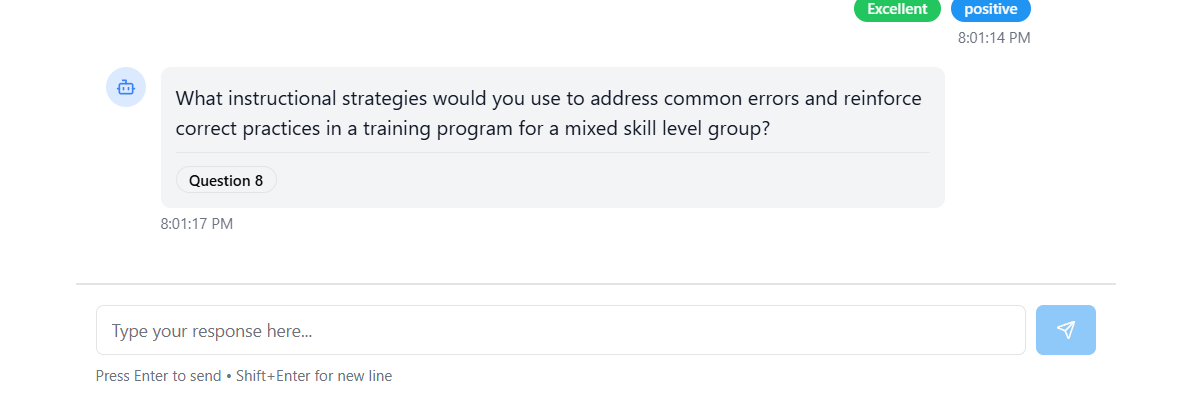 Excellent positive
8:01:14 PM
What instructional strategies would you use to address common errors and reinforce
correct practices in a training program for a mixed skill level group?
Question 8
8:01:17 PM
Type your response here...
Press Enter to send • Shift+Enter for new line